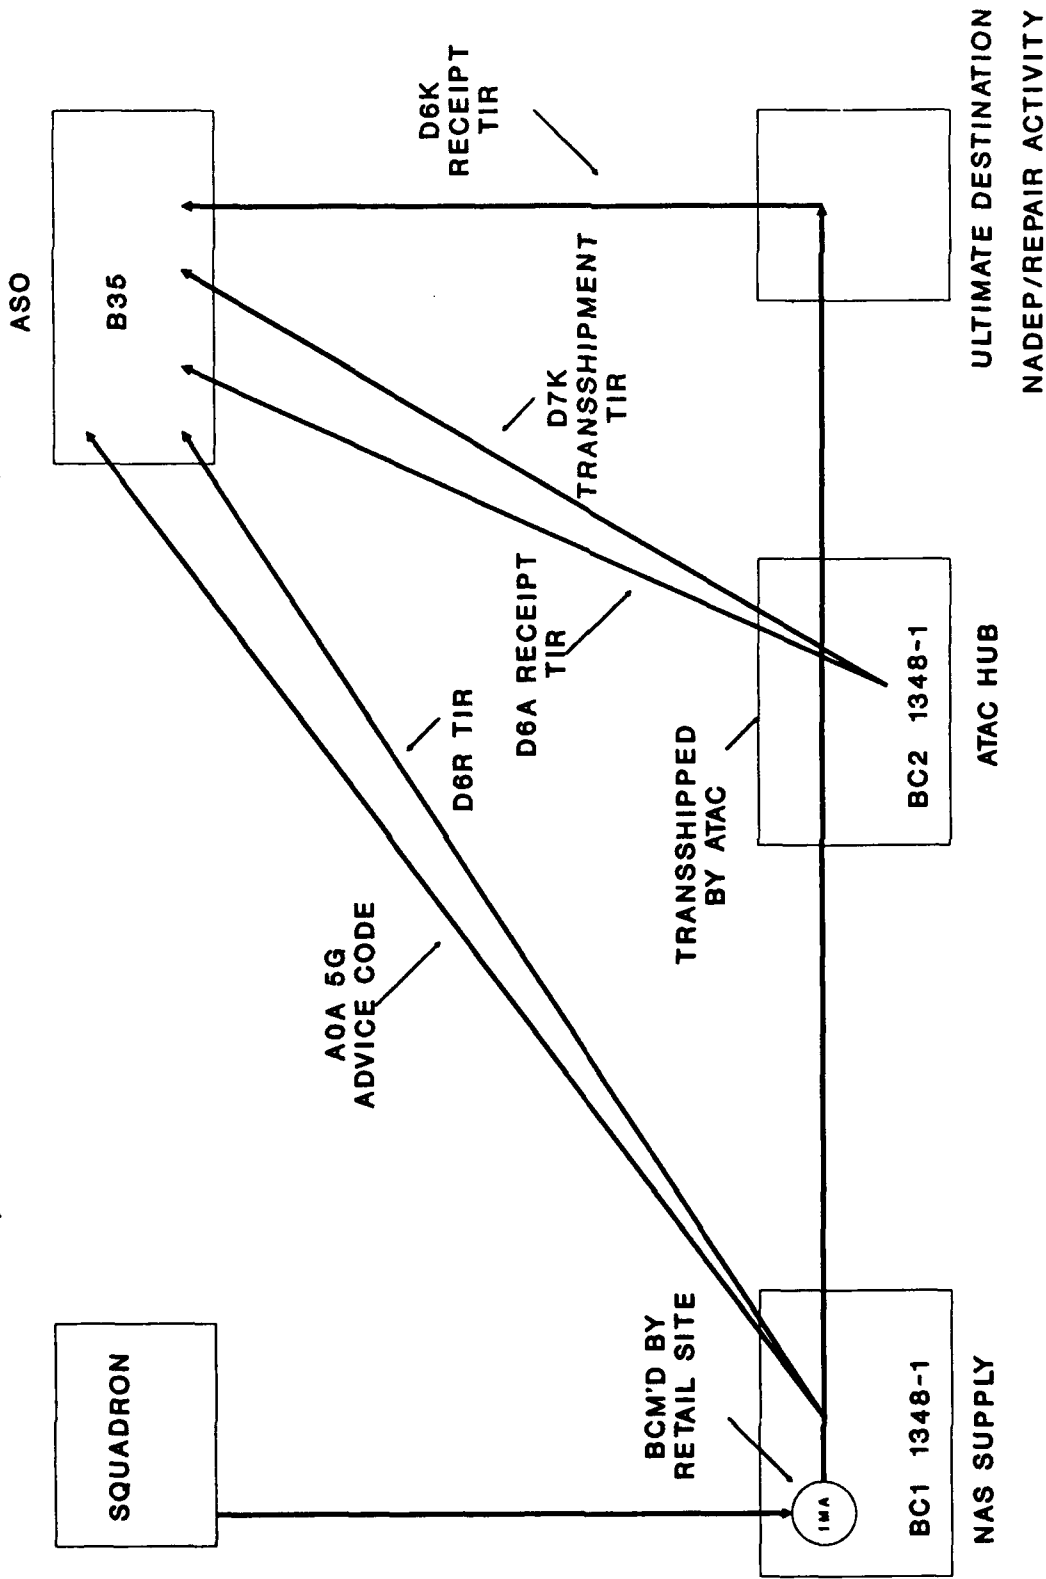 SQUADRON
ASO
B35
A0A 5G
ADVICE CODE
D6R TIR
D6A RECEIPT
TIR
D7K
TRANSSHIPMENT
TIR
D6K
RECEIPT
TIR
BCM'D BY
RETAIL SITE
IMA
BC1 1348-1
NAS SUPPLY
TRANSSHIPPED
BY ATAC
BC2 1348-1
ATAC HUB
ULTIMATE DESTINATION
NADEP/REPAIR ACTIVITY